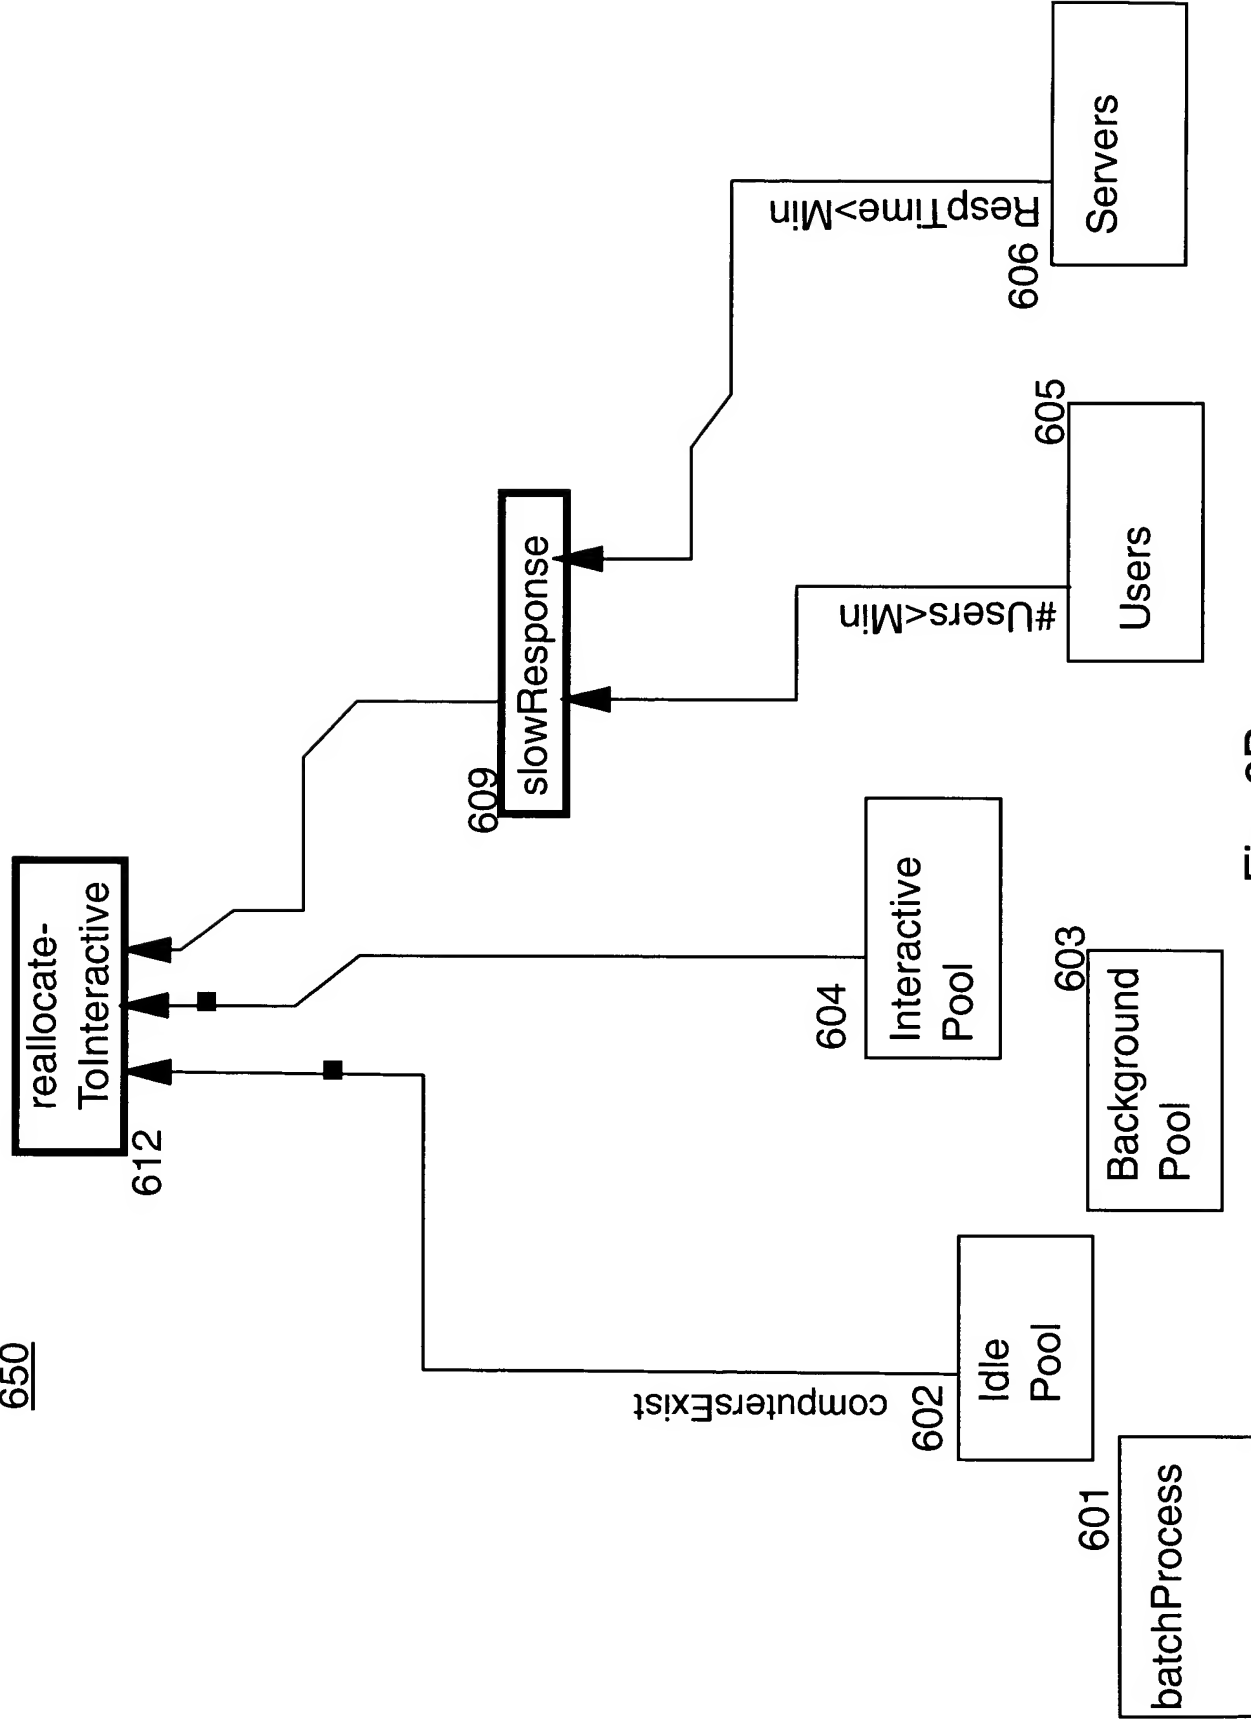 650
reallocate-
ToInteractive
612
609
slowResponse
computersExist
#Users<Min
RespTime>Min
606
Servers
605
Users
604
Interactive
Pool
603
Background
Pool
602
Idle
Pool
601
batchProcess